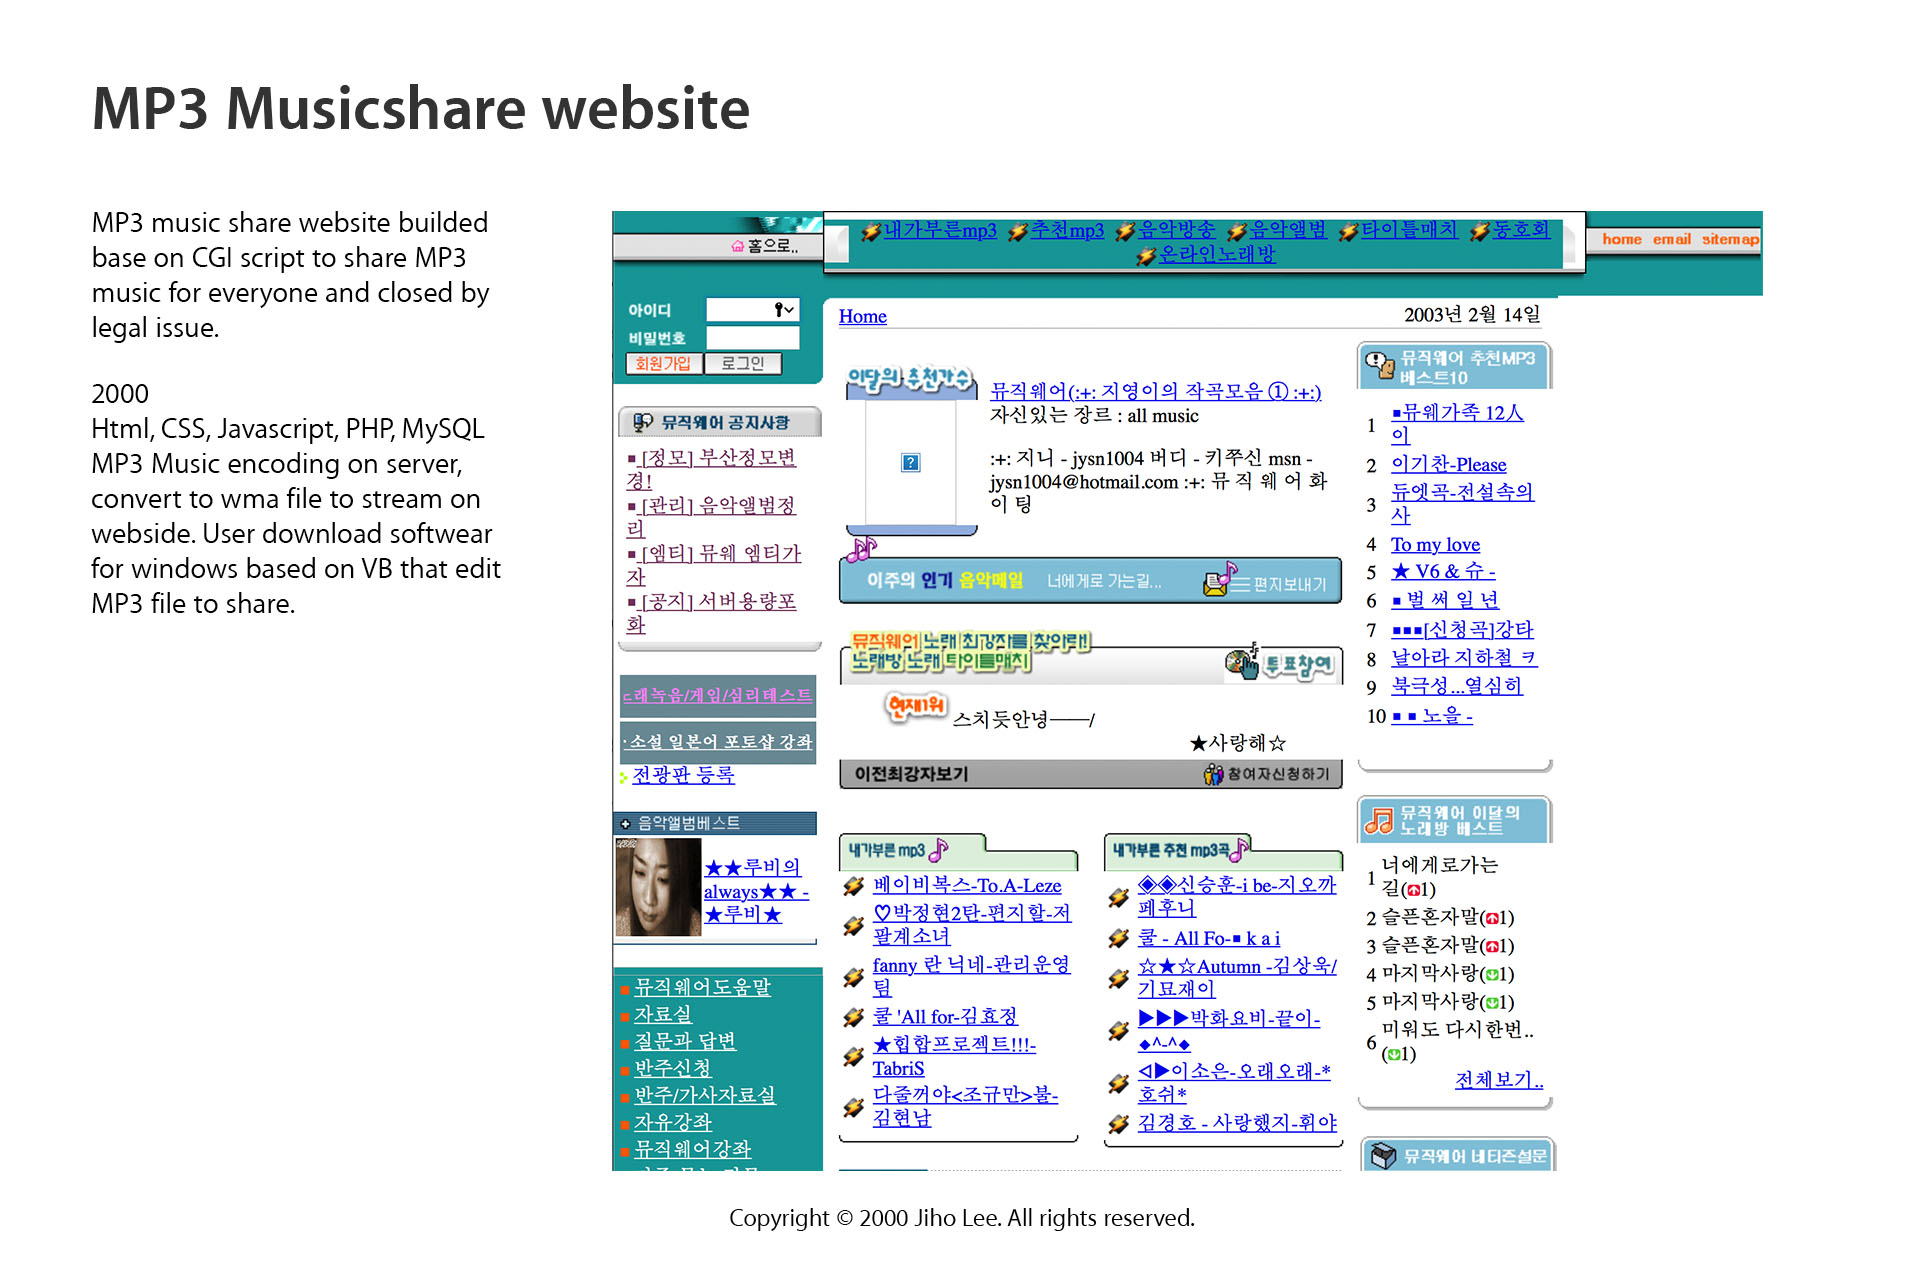 MP3 Musicshare website
MP3 music share website builded
base on CGI script to share MP3
music for everyone and closed by
legal issue.
2000
Html, CSS, Javascript, PHP, MySQL
MP3 Music encoding on server,
convert to wma file to stream on
webside. User download softwear
for windows based on VB that edit
MP3 file to share.
홈으로..
내가부른mp3 추천mp3 음악방송 음악앨범 타이틀매치 동호회
온라인노래방
home email sitemap
아이디
비밀번호
회원가입 로그인
뮤직웨어 공지사항
▪ [정모] 부산정모변
경!
▪ [관리] 음악앨범정
리
▪ [엠티] 뮤웨 엠티가
자
▪ [공지] 서버용량포
화
래녹음/게임/심리테스트
·소설 일본어 포토샵 강좌
전광판 등록
음악앨범베스트
★★루비의
always★★ -
★루비★
뮤직웨어도움말
자료실
질문과 답변
반주신청
반주/가사자료실
자유강좌
뮤직웨어강좌
Home
2003년 2월 14일
이달의 추천가수
뮤직웨어(:+: 지영이의 작곡모음 ① :+:)
자신있는 장르 : all music
:+: 지니 - jysn1004 버디 - 키쭈신 msn -
jysn1004@hotmail.com :+: 뮤 직 웨 어 화
이 팅
이주의 인기 음악메일 너에게로 가는길... 편지보내기
뮤직웨어 노래 최강자를 찾아라!
노래방 노래 타이틀매치
투표참여
현재1위 스치듯안녕——/
★사랑해☆
이전최강자보기 참여자신청하기
내가부른 mp3
베이비복스-To.A-Leze
♡박정현2탄-편지할-저
팔계소녀
fanny 란 닉네-관리운영
팀
쿨 'All for-김효정
★힙합프로젝트!!!-
TabriS
다줄꺼야<조규만>불-
김현남
내가부른 추천 mp3곡
◈◈신승훈-i be-지오까
페후니
쿨 - All Fo-▪ k a i
☆★☆Autumn -김상욱/
기묘재이
▶▶▶박화요비-끝이-
◆^-^◆
◁▶이소은-오래오래-*
호쉬*
김경호 - 사랑했지-휘야
뮤직웨어 추천MP3
베스트10
1 ▪뮤웨가족 12人
이
2 이기찬-Please
3 듀엣곡-전설속의
사
4 To my love
5 ★ V6 & 슈 -
6 ▪ 벌 써 일 년
7 ▪▪▪[신청곡]강타
8 날아라 지하철 ㅋ
9 북극성...열심히
10 ▪ ▪ 노을 -
뮤직웨어 이달의
노래방 베스트
1 너에게로가는
길(1)
2 슬픈혼자말(1)
3 슬픈혼자말(1)
4 마지막사랑(1)
5 마지막사랑(1)
6 미워도 다시한번..
(1)
전체보기..
뮤직웨어 네티즌설문
Copyright © 2000 Jiho Lee. All rights reserved.